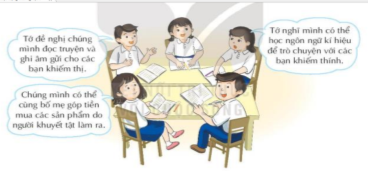 Tớ đề nghị chúng
mình đọc truyện và
ghi âm gửi cho các
bạn khiếm thị.
Tớ nghĩ mình có thể
học ngôn ngữ kí hiệu
để trò chuyện với các
bạn khiếm thính.
Chúng mình có thể
cùng bố mẹ góp tiền
mua các sản phẩm do
người khuyết tật làm ra.